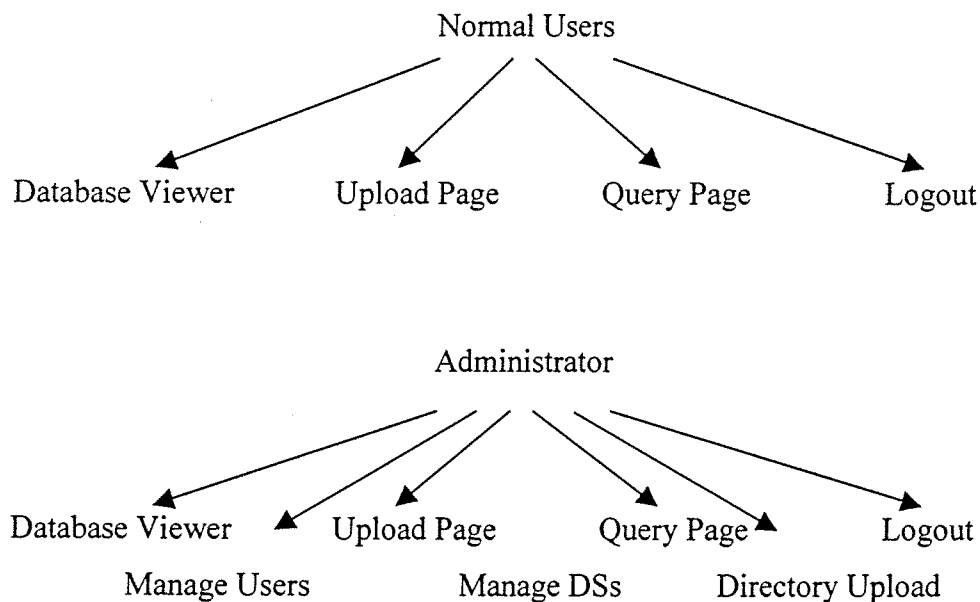 Normal Users
Database Viewer Upload Page Query Page Logout
Administrator
Database Viewer Upload Page Query Page Logout
Manage Users Manage DSs Directory Upload